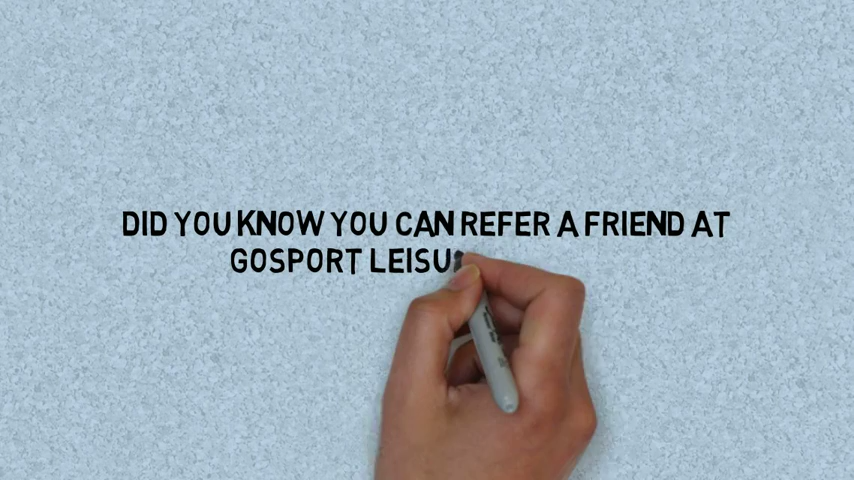 DID YOU KNOW YOU CAN REFER A FRIEND AT
GOSPORT LEISU